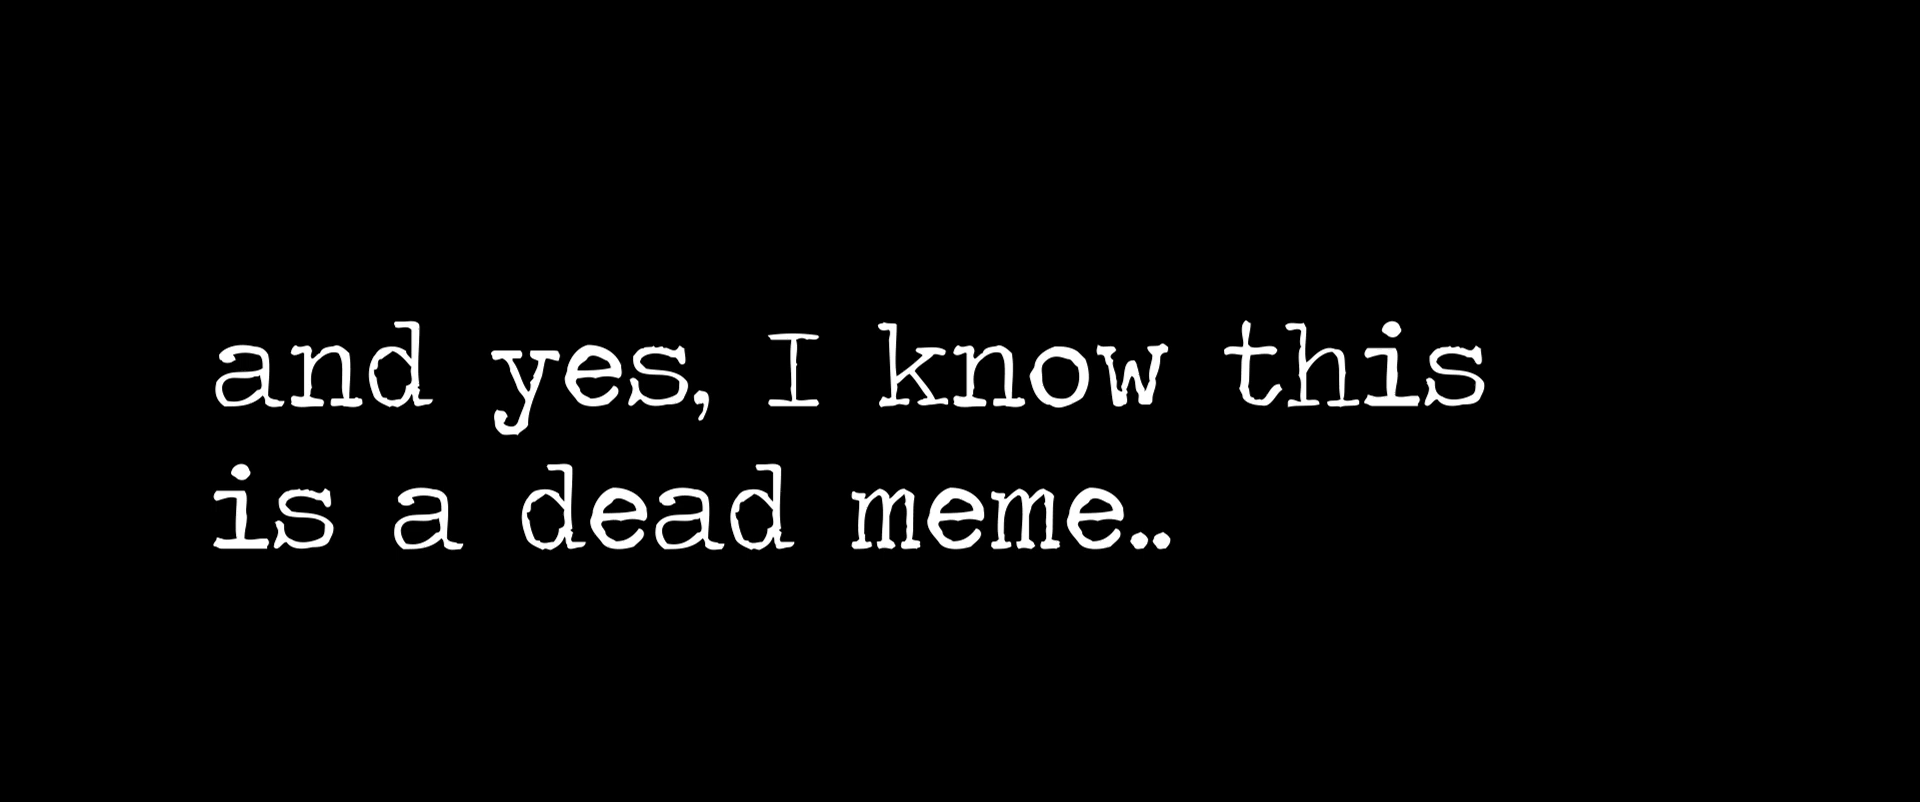 and yes, I know this
is a dead meme..